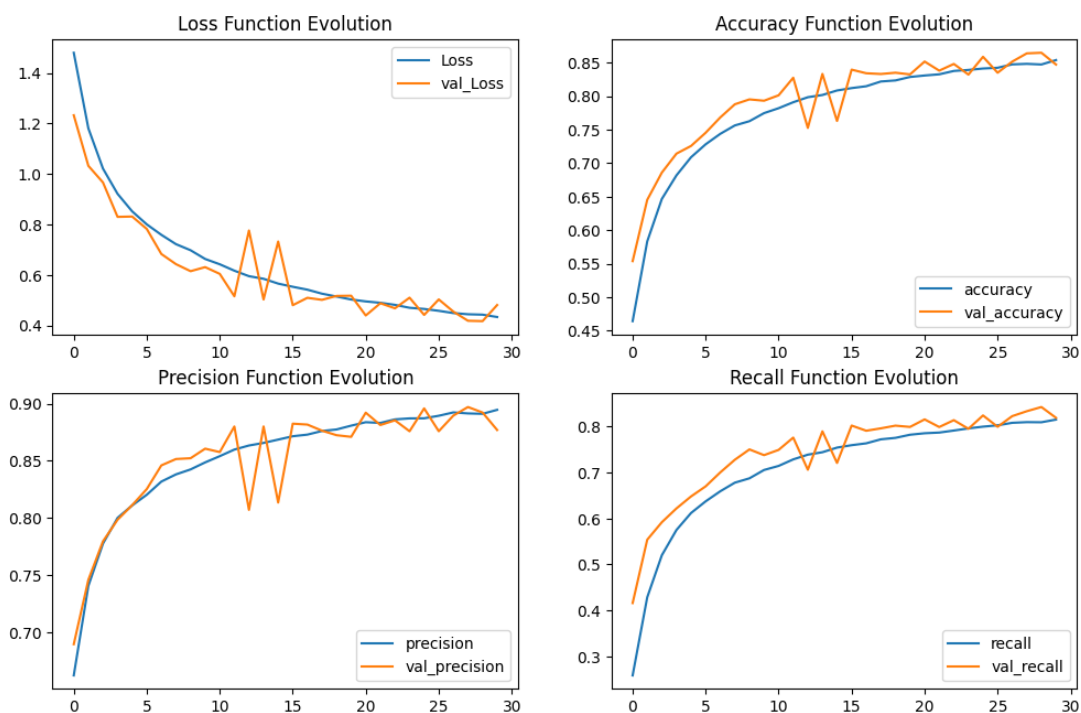 Loss Function Evolution
Loss
val_Loss
1.4
1.2
1.0
0.8
0.6
0.4
0 5 10 15 20 25 30
Accuracy Function Evolution
accuracy
val_accuracy
0.85
0.80
0.75
0.70
0.65
0.60
0.55
0.50
0.45
0 5 10 15 20 25 30
Precision Function Evolution
precision
val_precision
0.90
0.85
0.80
0.75
0.70
0 5 10 15 20 25 30
Recall Function Evolution
recall
val_recall
0.8
0.7
0.6
0.5
0.4
0.3
0 5 10 15 20 25 30